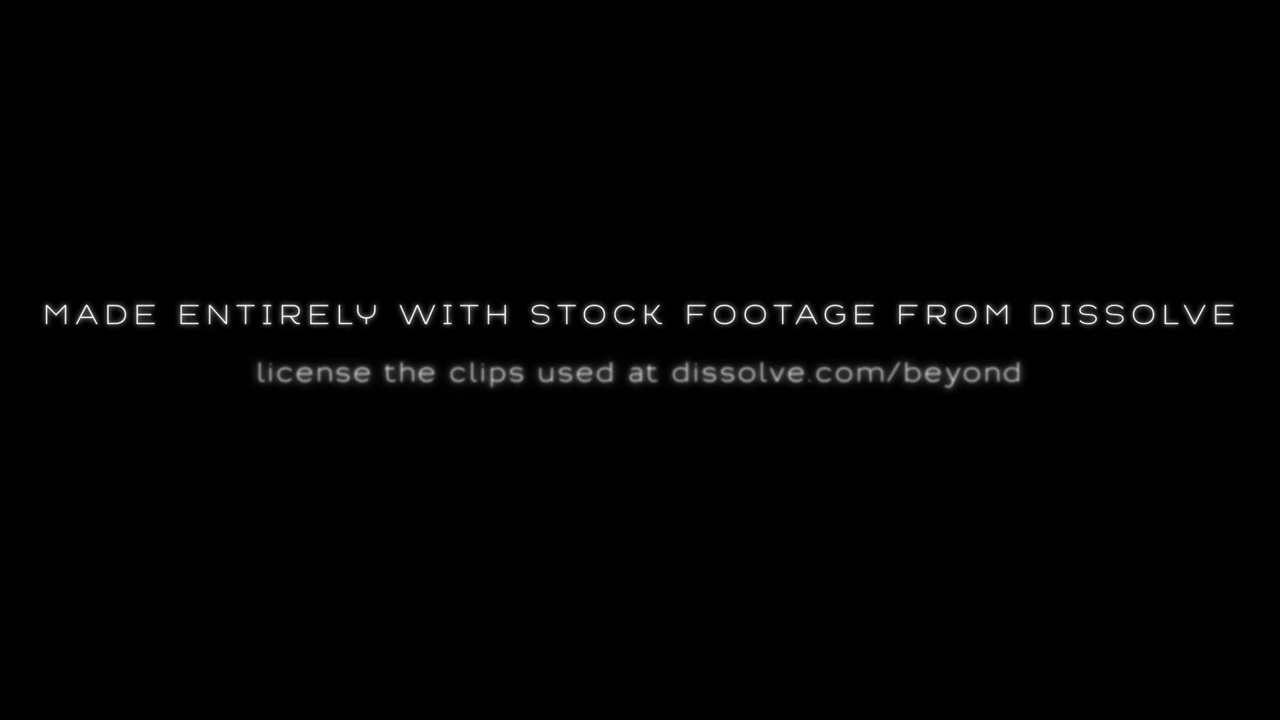 MADE ENTIRELY WITH STOCK FOOTAGE FROM DISSOLVE
license the clips used at dissolve.com/beyond